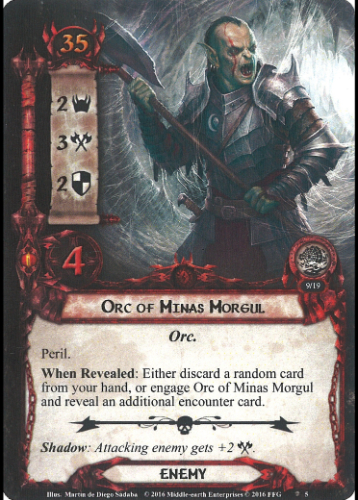 35
2
3
2
4
9/19
ORC OF MINAS MORGUL
Orc.
Peril.
When Revealed: Either discard a random card
from your hand, or engage Orc of Minas Morgul
and reveal an additional encounter card.
Shadow: Attacking enemy gets +2
ENEMY
Illus. Martin de Diego Sádaba © 2016 Middle-earth Enterprises © 2016 FFG 5